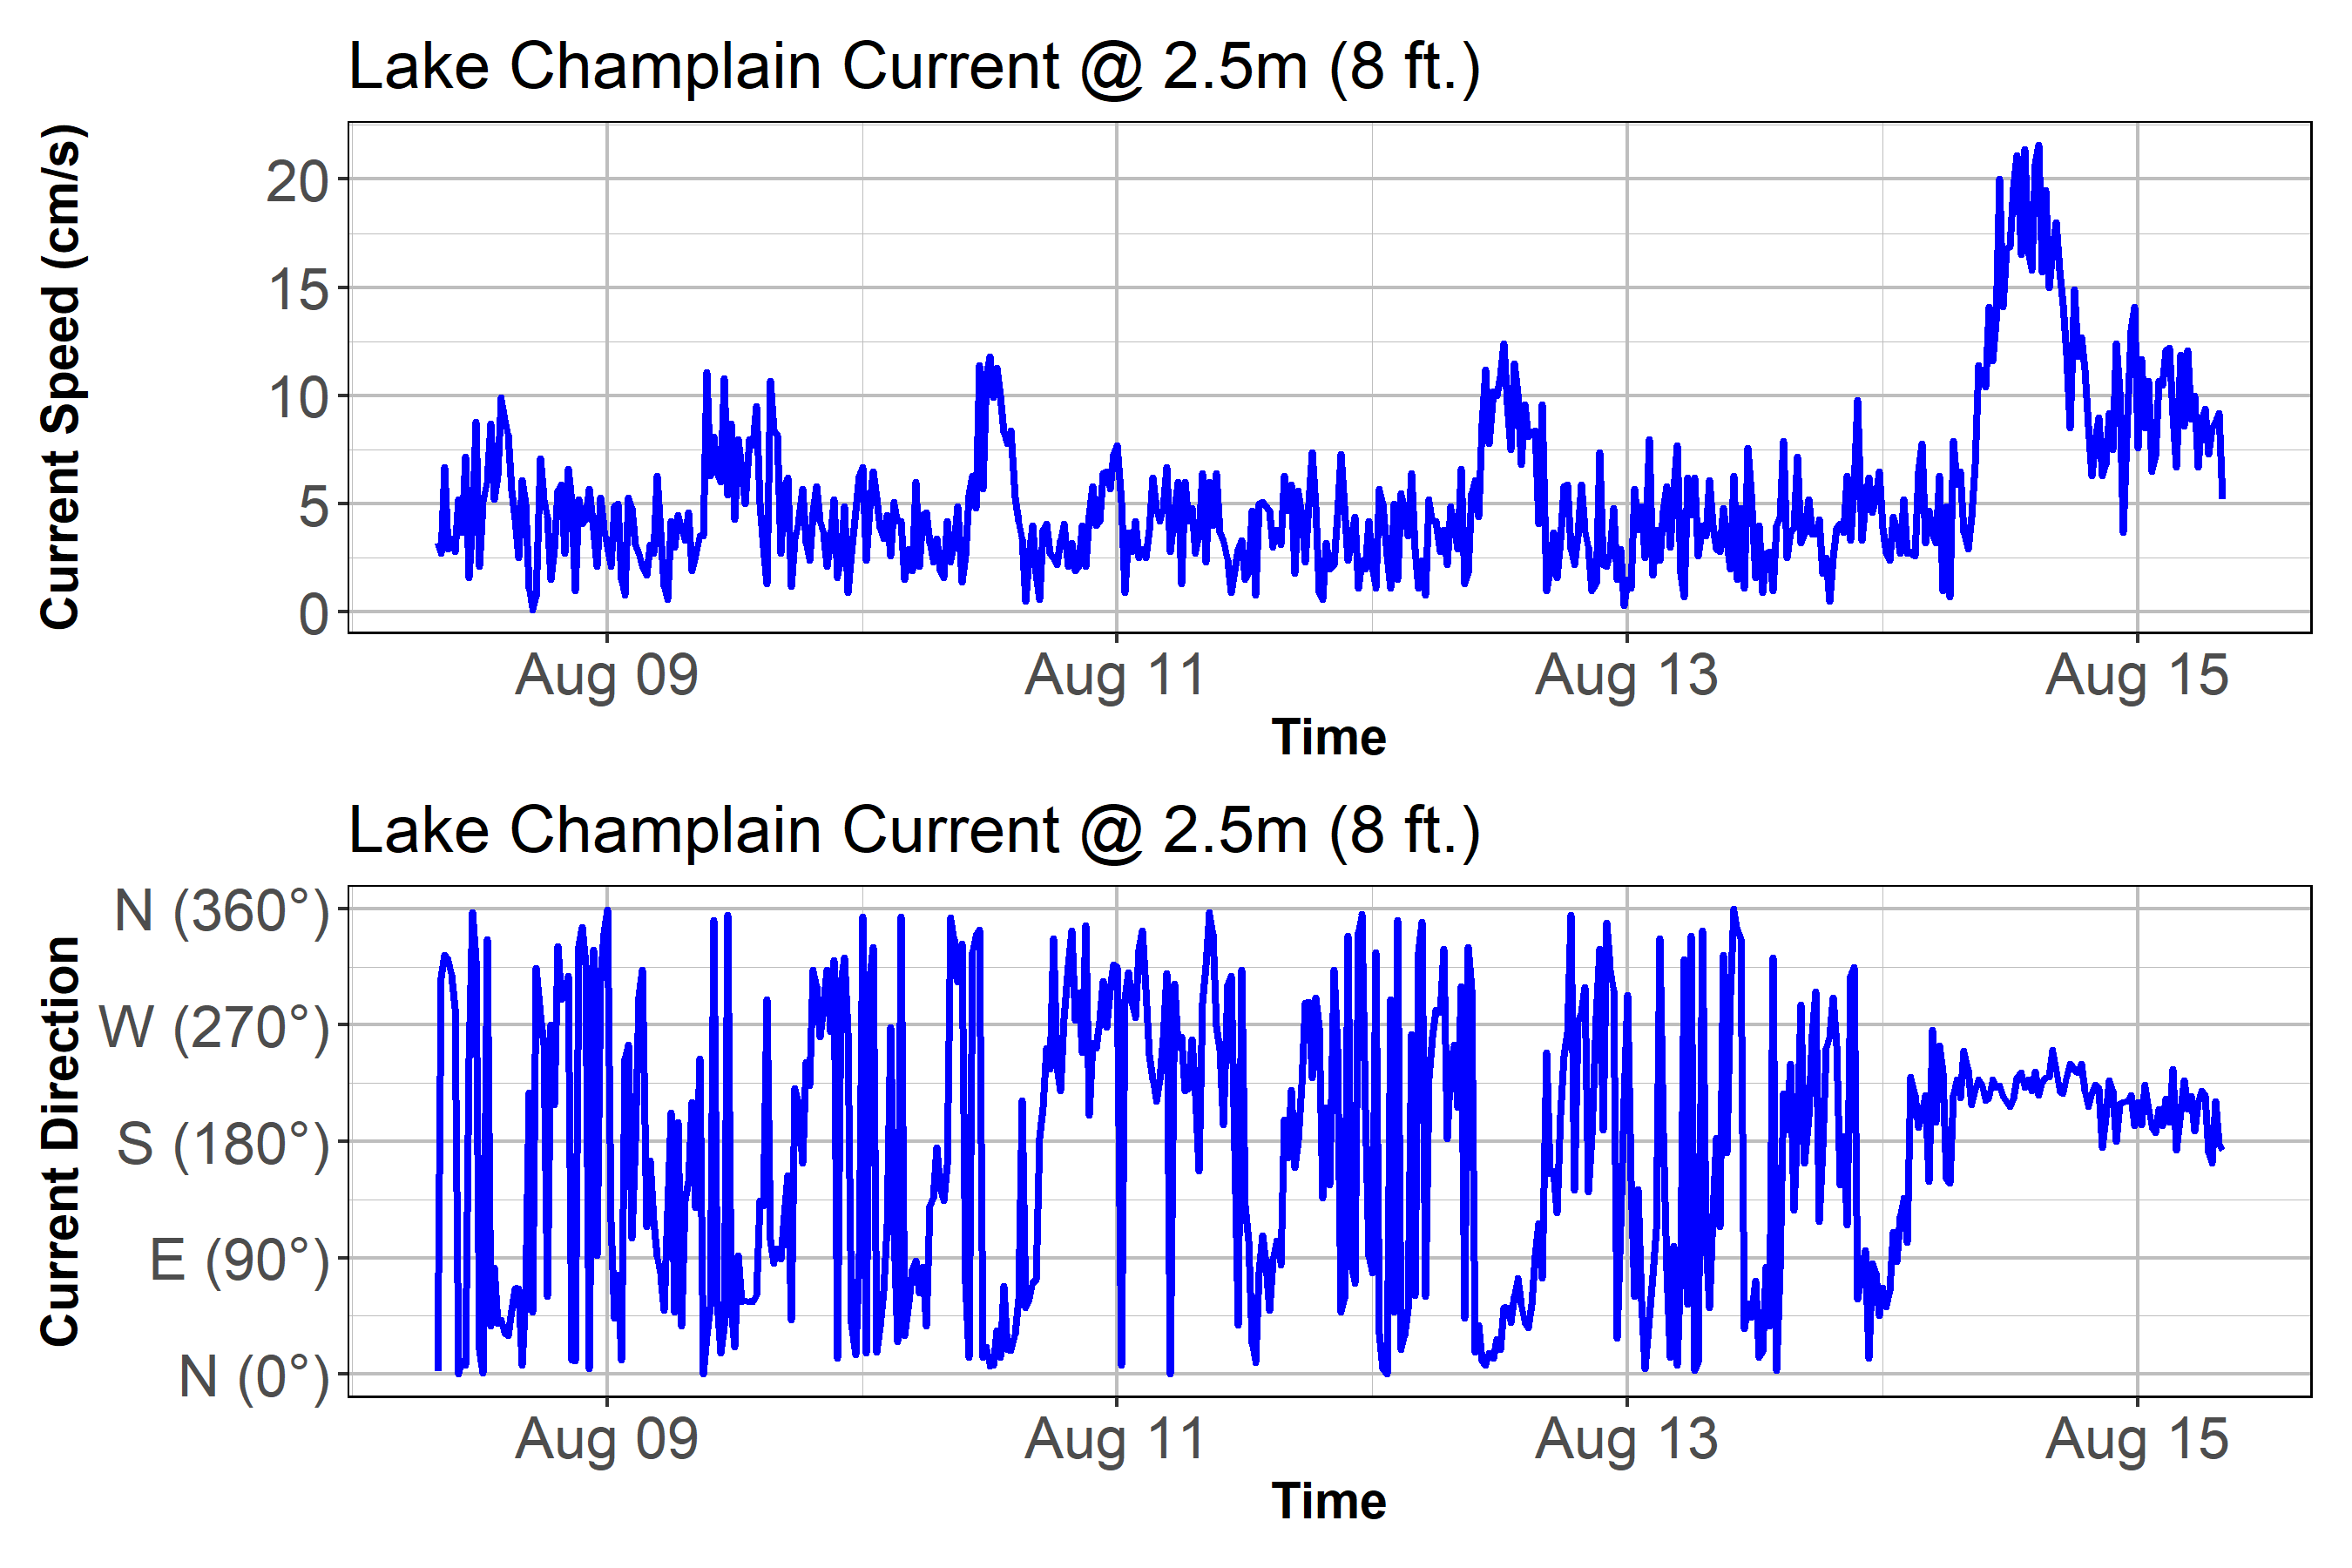 Lake Champlain Current @ 2.5m (8 ft.)
Current Speed (cm/s)
20
15
10
5
0
Aug 09 Aug 11 Aug 13 Aug 15
Time
Lake Champlain Current @ 2.5m (8 ft.)
Current Direction
N (360°)
W (270°)
S (180°)
E (90°)
N (0°)
Aug 09 Aug 11 Aug 13 Aug 15
Time